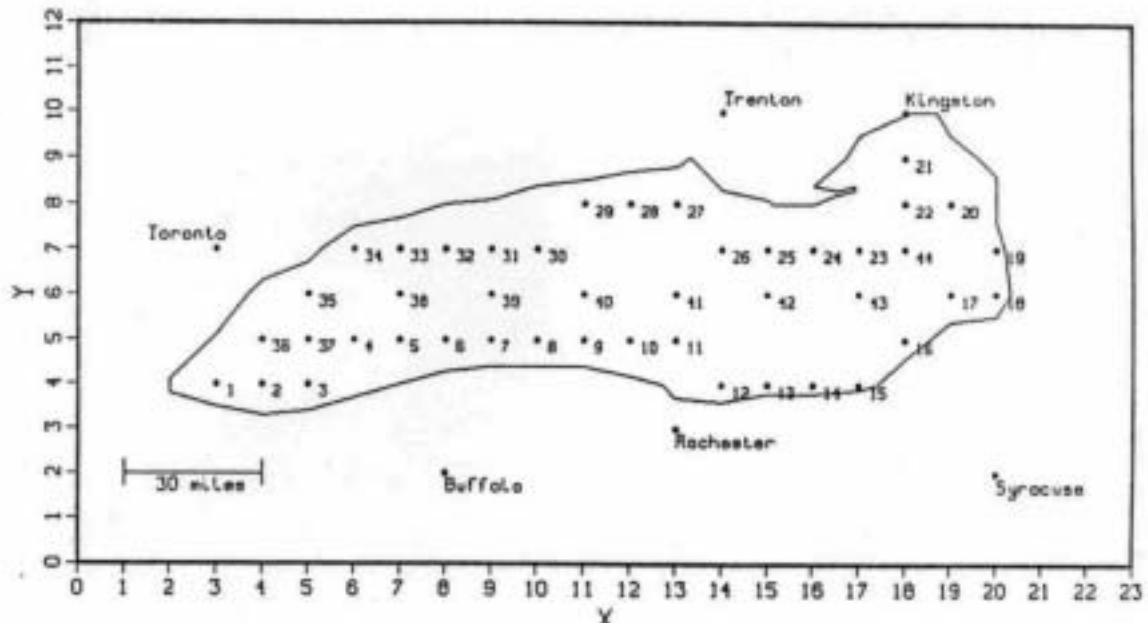 12
11
Trenton Kingston
10
9
21
8
29 28 27 22 20
Toronto
7
34 33 32 31 30 26 25 24 23 44 19
Y
6
35 38 39 40 41 42 43 17 18
5
36 37 4 5 6 7 8 9 10 11 16
4
1 2 3 12 13 14 15
3
Rochester
2
30 miles Buffalo Syracuse
1
0
0 1 2 3 4 5 6 7 8 9 10 11 12 13 14 15 16 17 18 19 20 21 22 23
X